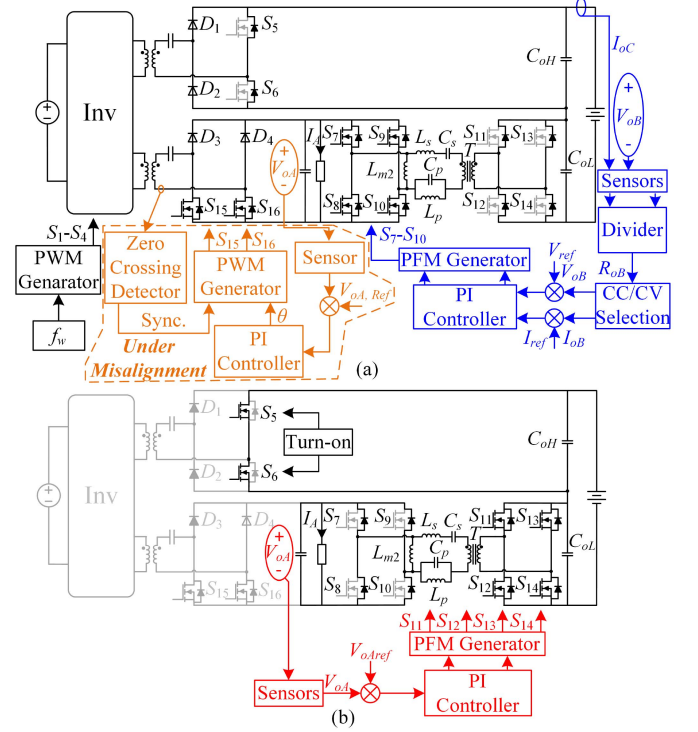 D1
S5
D2
S6
Inv
IoC
CoH
+
VoB
-
D3
D4
IA
S7
S9
Ls
Cs
S11
S13
+
VoA
-
Lm2
Cp
T
CoL
S15
S16
S8
S10
Lp
S12
S14
Sensors
S1-S4
S15
S16
S7-S10
Divider
PWM
Genarator
Zero
Crossing
Detector
PWM
Generator
Sensor
PFM Generator
Vref
VoB
RoB
VoA, Ref
fw
Sync.
θ
PI
Controller
CC/CV
Selection
Under
Misalignment
PI
Controller
Iref
IoB
(a)
D1
S5
Turn-on
D2
S6
Inv
CoH
D3
D4
IA
S7
S9
Ls
Cs
S11
S13
+
VoA
-
Lm2
Cp
T
CoL
S15
S16
S8
S10
Lp
S12
S14
S11
S12
S13
S14
PFM Generator
VoAref
Sensors
VoA
PI
Controller
(b)